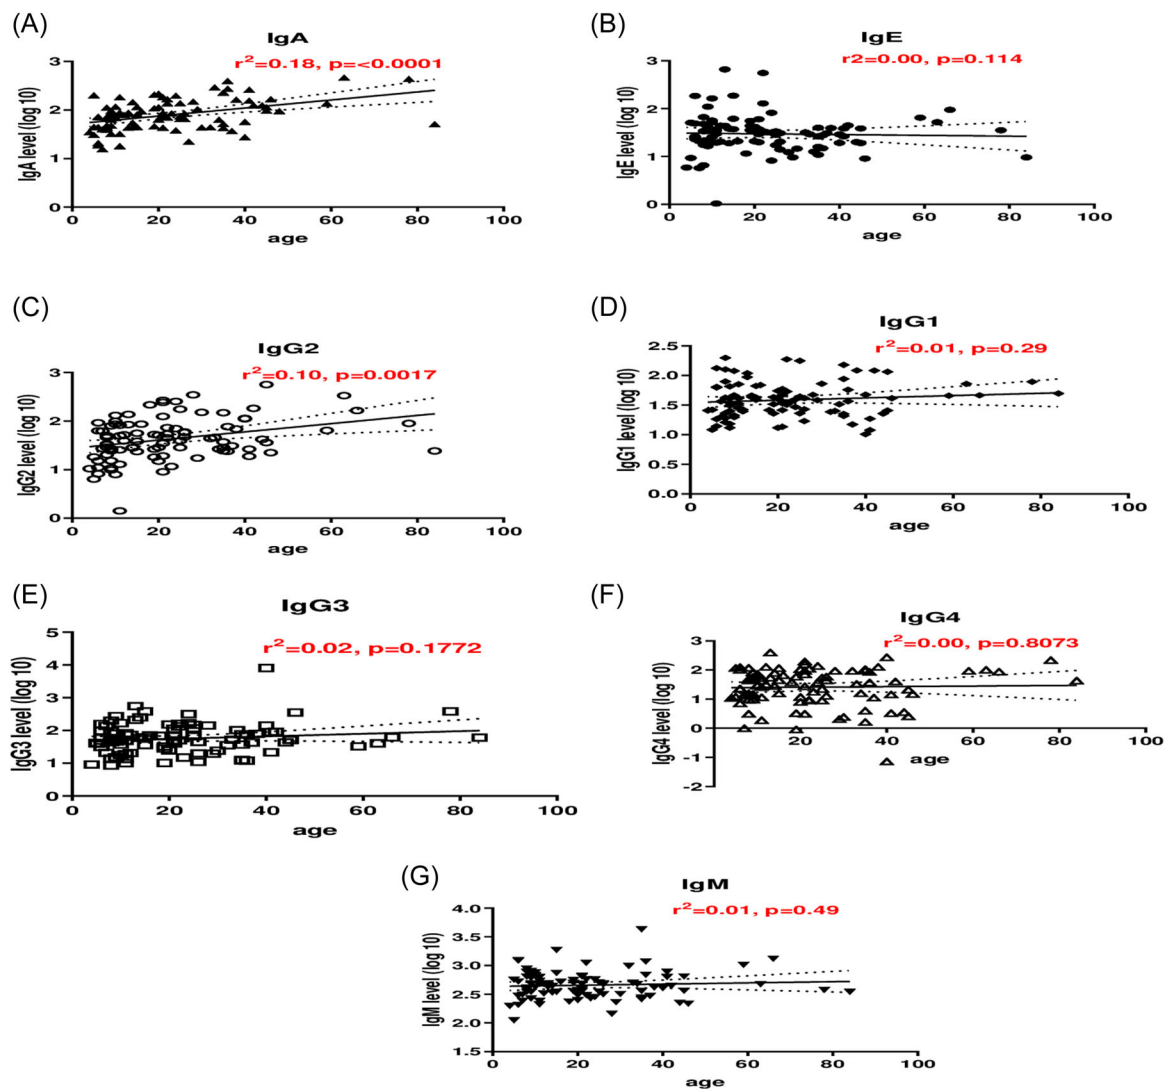 (A)
IgA
r²=0.18, p=<0.0001
IgA level (log 10)
3
2
1
0
0 20 40 60 80 100
age
(B)
IgE
r2=0.00, p=0.114
IgE level (log 10)
3
2
1
0
0 20 40 60 80 100
age
(C)
IgG2
r²=0.10, p=0.0017
IgG2 level (log 10)
3
2
1
0
0 20 40 60 80 100
age
(D)
IgG1
r²=0.01, p=0.29
IgG1 level (log 10)
2.5
2.0
1.5
1.0
0.5
0.0
0 20 40 60 80 100
age
(E)
IgG3
r²=0.02, p=0.1772
IgG3 level (log 10)
5
4
3
2
1
0
0 20 40 60 80 100
age
(F)
IgG4
r²=0.00, p=0.8073
IgG4 level (log 10)
3
2
1
0
-1
-2
20 40 60 80 100
age
(G)
IgM
r²=0.01, p=0.49
IgM level (log 10)
4.0
3.5
3.0
2.5
2.0
1.5
0 20 40 60 80 100
age